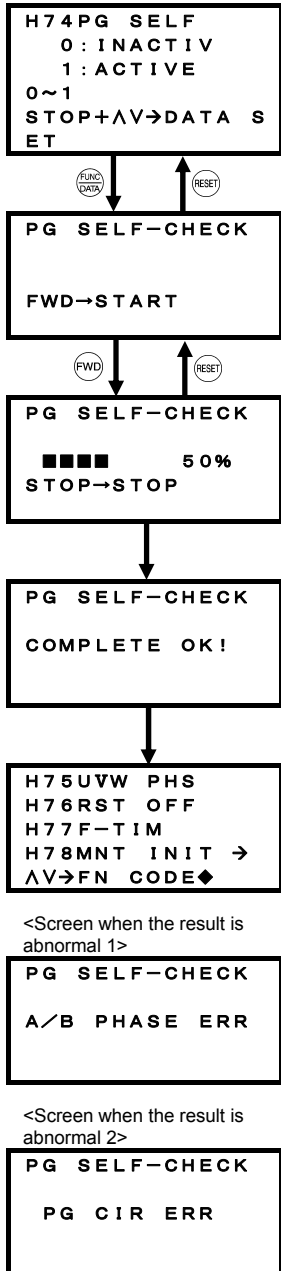 H74PG SELF
0:INACTIV
1:ACTIVE
0~1
STOP+∧∨→DATA S
ET
FUNC
DATA
RESET
PG SELF-CHECK
FWD→START
FWD
RESET
PG SELF-CHECK
■■■■ 50%
STOP→STOP
PG SELF-CHECK
COMPLETE OK!
H75UVW PHS
H76RST OFF
H77F-TIM
H78MNT INIT →
∧∨→FN CODE◆
<Screen when the result is
abnormal 1>
PG SELF-CHECK
A/B PHASE ERR
<Screen when the result is
abnormal 2>
PG SELF-CHECK
PG CIR ERR